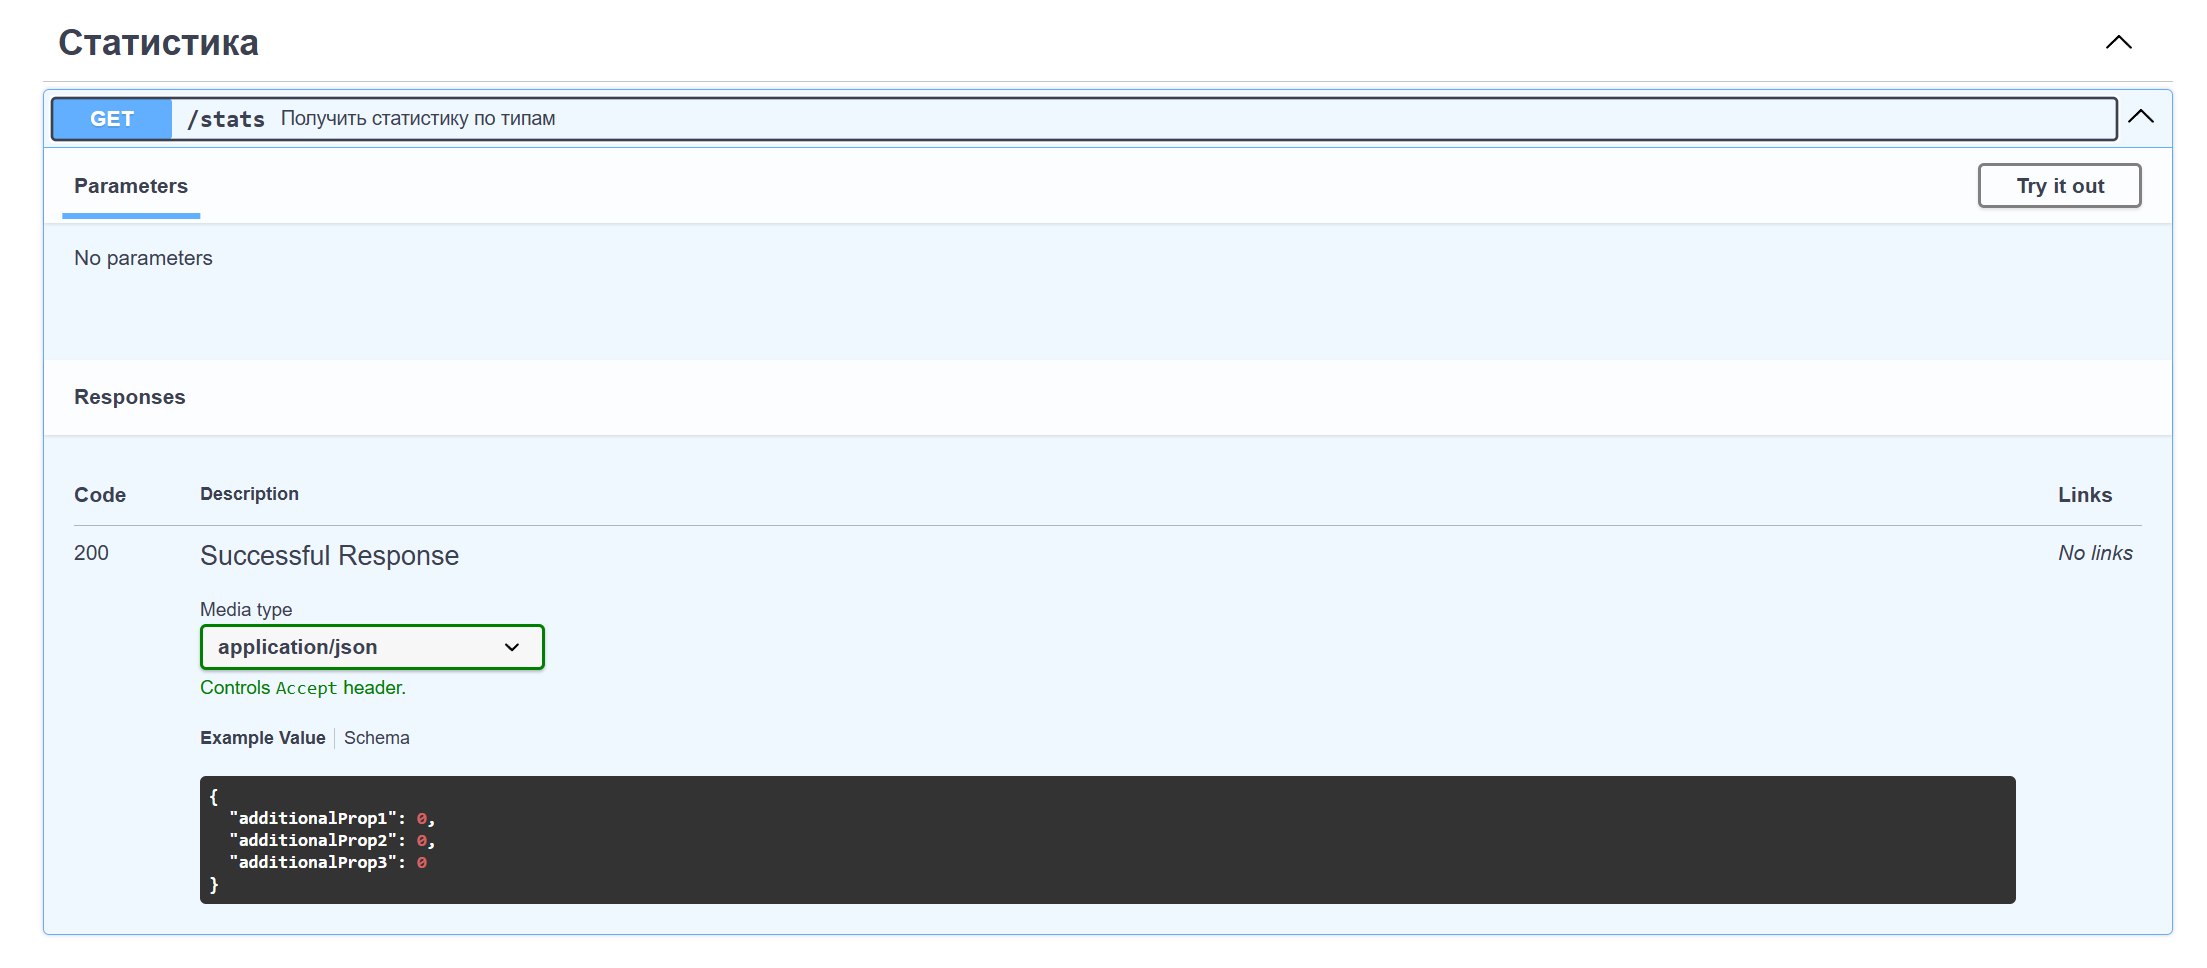 Статистика
GET /stats Получить статистику по типам
Parameters Try it out
No parameters
Responses
Code Description Links
200 Successful Response No links
Media type
application/json
Controls Accept header.
Example Value Schema
{
  "additionalProp1": 0,
  "additionalProp2": 0,
  "additionalProp3": 0
}